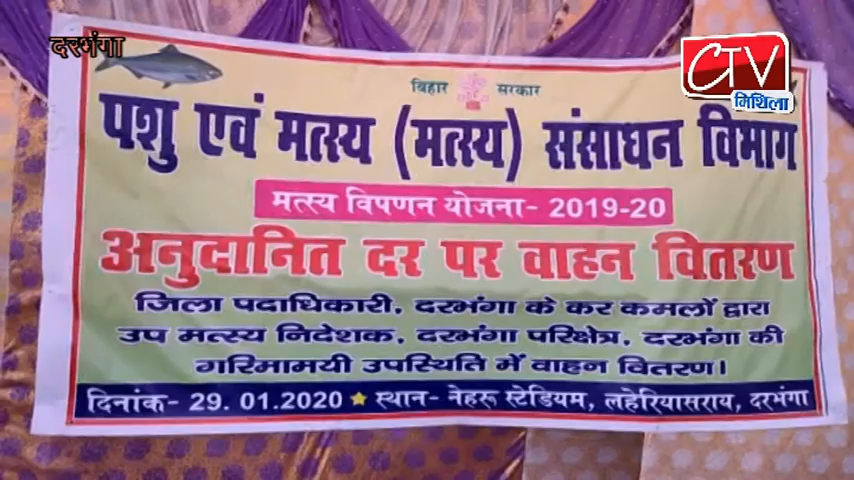 दरभंगा
CTV
मिथिला
बिहार सरकार
पशु एवं मत्स्य (मत्स्य) संसाधन विभाग
मत्स्य विपणन योजना- 2019-20
अनुदानित दर पर वाहन वितरण
जिला पदाधिकारी, दरभंगा के कर कमलों द्वारा
उप मत्स्य निदेशक, दरभंगा परिक्षेत्र, दरभंगा की
गरिमामयी उपस्थिति में वाहन वितरण।
दिनांक- 29. 01.2020 ★ स्थान- नेहरू स्टेडियम, लहेरियासराय, दरभंगा